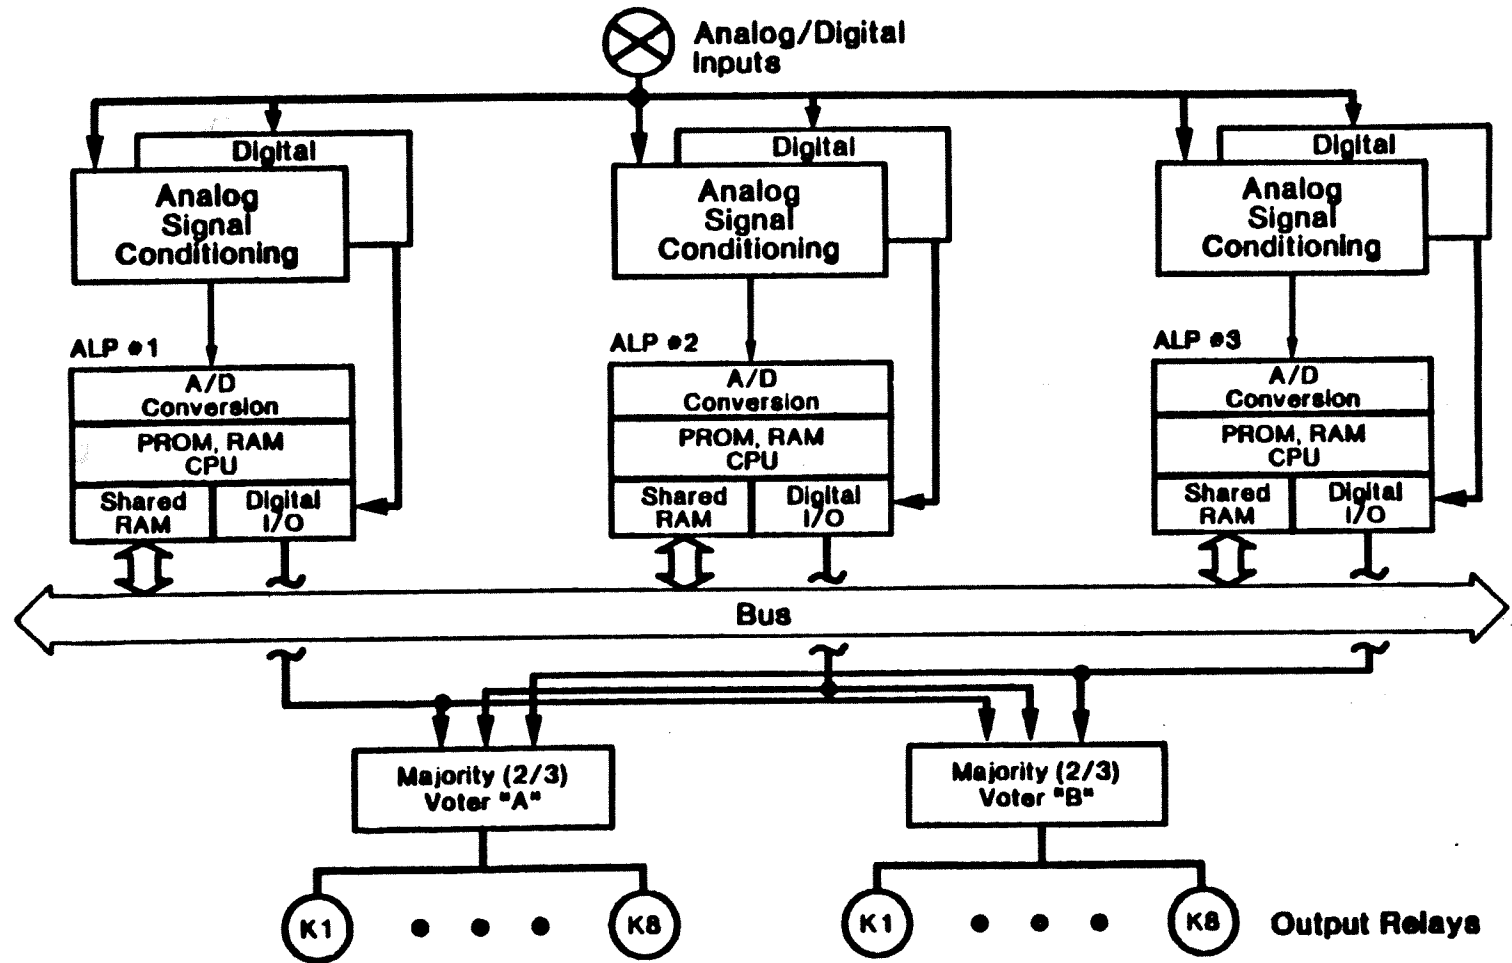 Analog/Digital
Inputs
Digital
Analog
Signal
Conditioning
Digital
Analog
Signal
Conditioning
Digital
Analog
Signal
Conditioning
ALP #1
A/D
Conversion
PROM, RAM
CPU
Shared
RAM
Digital
I/O
ALP #2
A/D
Conversion
PROM, RAM
CPU
Shared
RAM
Digital
I/O
ALP #3
A/D
Conversion
PROM, RAM
CPU
Shared
RAM
Digital
I/O
Bus
Majority (2/3)
Voter "A"
Majority (2/3)
Voter "B"
K1
K8
K1
K8
Output Relays